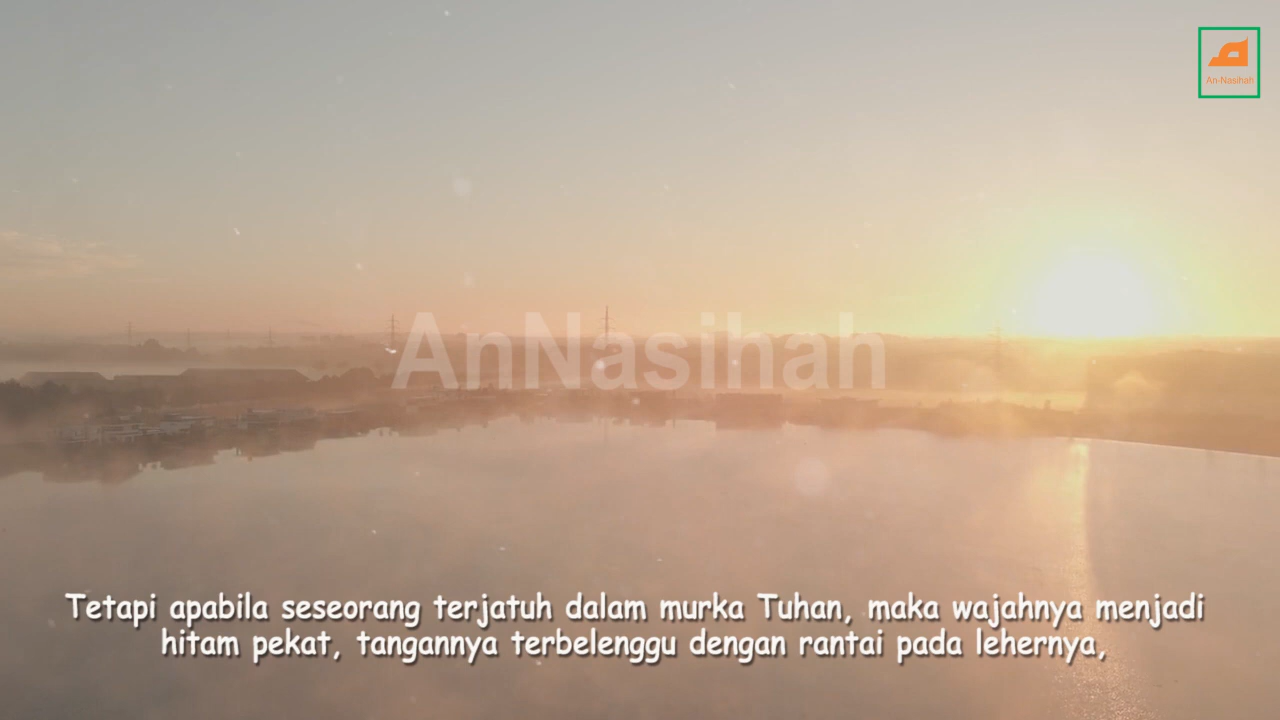 An-Nasihah
AnNasihah
Tetapi apabila seseorang terjatuh dalam murka Tuhan, maka wajahnya menjadi
hitam pekat, tangannya terbelenggu dengan rantai pada lehernya,